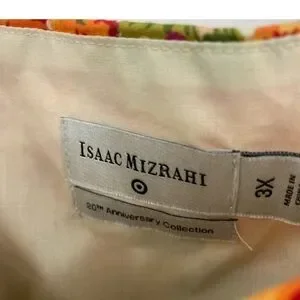 ISAAC MIZRAHI
20TH Anniversary Collection
3X
MADE IN